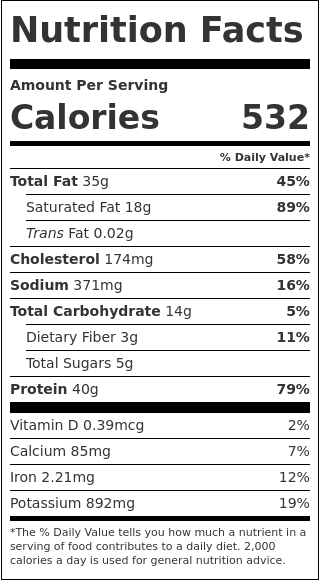 Nutrition Facts
Amount Per Serving
Calories 532
% Daily Value*
Total Fat 35g 45%
Saturated Fat 18g 89%
Trans Fat 0.02g
Cholesterol 174mg 58%
Sodium 371mg 16%
Total Carbohydrate 14g 5%
Dietary Fiber 3g 11%
Total Sugars 5g
Protein 40g 79%
Vitamin D 0.39mcg 2%
Calcium 85mg 7%
Iron 2.21mg 12%
Potassium 892mg 19%
*The % Daily Value tells you how much a nutrient in a
serving of food contributes to a daily diet. 2,000
calories a day is used for general nutrition advice.